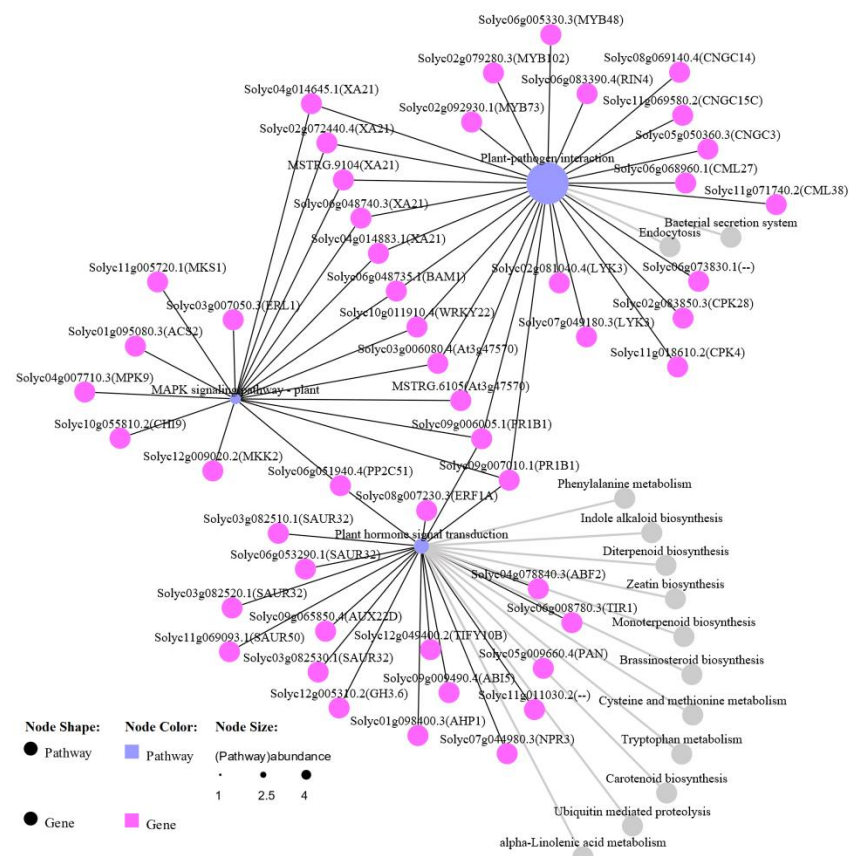 Solyc06g005330.3(MYB48)
Solyc02g079280.3(MYB102)
Solyc08g069140.4(CNGC14)
Solyc06g083390.4(RIN4)
Solyc04g014645.1(XA21)
Solyc11g069580.2(CNGC15C)
Solyc02g092930.1(MYB73)
Solyc02g072440.4(XA21)
Solyc05g050360.3(CNGC3)
Plant-pathogen interaction
MSTRG.9104(XA21)
Solyc06g068960.1(CML27)
Solyc11g071740.2(CML38)
Solyc06g048740.3(XA21)
Bacterial secretion system
Endocytosis
Solyc04g014883.1(XA21)
Solyc11g005720.1(MKS1)
Solyc02g081040.4(LYK3)
Solyc06g073830.1(--)
Solyc06g048735.1(BAM1)
Solyc03g007050.3(ERL1)
Solyc02g083850.3(CPK28)
Solyc10g011910.4(WRKY22)
Solyc07g049180.3(LYK3)
Solyc01g095080.3(ACS2)
Solyc03g006080.4(At3g47570)
Solyc11g018610.2(CPK4)
Solyc04g007710.3(MPK9)
MAPK signaling pathway - plant
MSTRG.6105(At3g47570)
Solyc10g055810.2(CHI9)
Solyc09g006005.1(PR1B1)
Solyc12g009020.2(MKK2)
Solyc09g007010.1(PR1B1)
Solyc06g051940.4(PP2C51)
Phenylalanine metabolism
Solyc08g007230.3(ERF1A)
Solyc03g082510.1(SAUR32)
Indole alkaloid biosynthesis
Plant hormone signal transduction
Solyc06g053290.1(SAUR32)
Diterpenoid biosynthesis
Solyc04g078840.3(ABF2)
Zeatin biosynthesis
Solyc03g082520.1(SAUR32)
Solyc06g008780.3(TIR1)
Solyc09g065850.4(AUX22D)
Monoterpenoid biosynthesis
Solyc11g069093.1(SAUR50)
Solyc12g049400.2(TIFY10B)
Solyc03g082530.1(SAUR32)
Solyc05g009660.4(PAN)
Brassinosteroid biosynthesis
Solyc09g009490.4(ABI5)
Solyc12g005310.2(GH3.6)
Solyc11g011030.2(--)
Cysteine and methionine metabolism
Solyc01g098400.3(AHP1)
Solyc07g044980.3(NPR3)
Tryptophan metabolism
Carotenoid biosynthesis
Ubiquitin mediated proteolysis
alpha-Linolenic acid metabolism
Node Shape: Node Color: Node Size:
Pathway Pathway (Pathway)abundance
1 2.5 4
Gene Gene